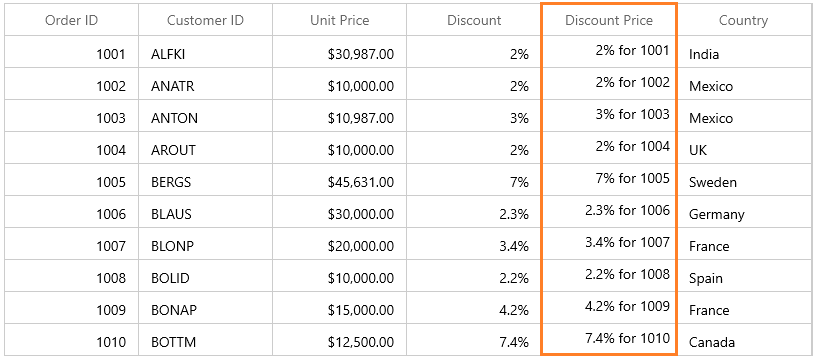 Order ID Customer ID Unit Price Discount Discount Price Country
1001 ALFKI $30,987.00 2% 2% for 1001 India
1002 ANATR $10,000.00 2% 2% for 1002 Mexico
1003 ANTON $10,987.00 3% 3% for 1003 Mexico
1004 AROUT $10,000.00 2% 2% for 1004 UK
1005 BERGS $45,631.00 7% 7% for 1005 Sweden
1006 BLAUS $30,000.00 2.3% 2.3% for 1006 Germany
1007 BLONP $20,000.00 3.4% 3.4% for 1007 France
1008 BOLID $10,000.00 2.2% 2.2% for 1008 Spain
1009 BONAP $15,000.00 4.2% 4.2% for 1009 France
1010 BOTTM $12,500.00 7.4% 7.4% for 1010 Canada